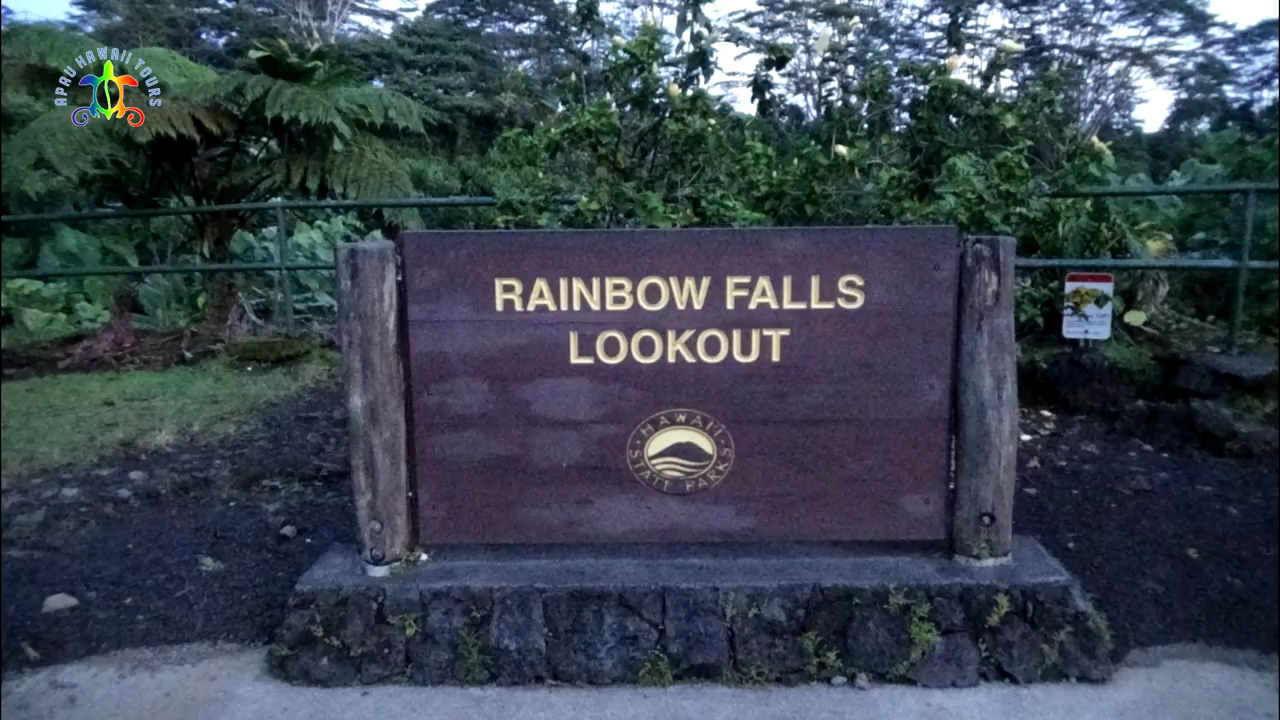 APAU HAWAII TOURS
RAINBOW FALLS
LOOKOUT
HAWAII
STATE PARKS